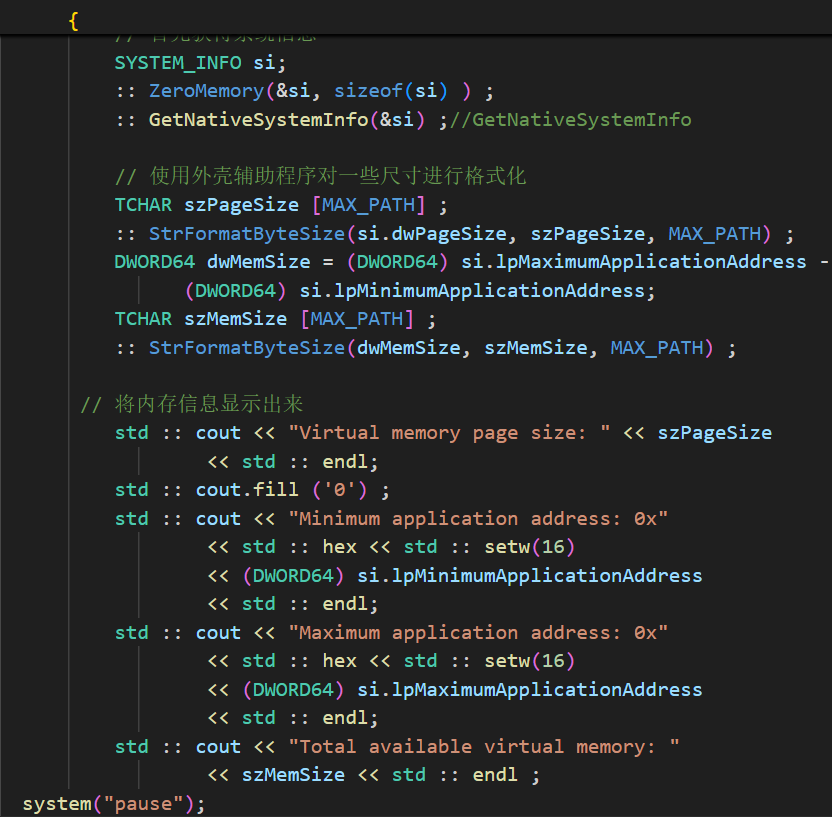 {
SYSTEM_INFO si;
:: ZeroMemory(&si, sizeof(si) ) ;
:: GetNativeSystemInfo(&si) ;//GetNativeSystemInfo
// 使用外壳辅助程序对一些尺寸进行格式化
TCHAR szPageSize [MAX_PATH] ;
:: StrFormatByteSize(si.dwPageSize, szPageSize, MAX_PATH) ;
DWORD64 dwMemSize = (DWORD64) si.lpMaximumApplicationAddress -
(DWORD64) si.lpMinimumApplicationAddress;
TCHAR szMemSize [MAX_PATH] ;
:: StrFormatByteSize(dwMemSize, szMemSize, MAX_PATH) ;
// 将内存信息显示出来
std :: cout << "Virtual memory page size: " << szPageSize
<< std :: endl;
std :: cout.fill ('0') ;
std :: cout << "Minimum application address: 0x"
<< std :: hex << std :: setw(16)
<< (DWORD64) si.lpMinimumApplicationAddress
<< std :: endl;
std :: cout << "Maximum application address: 0x"
<< std :: hex << std :: setw(16)
<< (DWORD64) si.lpMaximumApplicationAddress
<< std :: endl;
std :: cout << "Total available virtual memory: "
<< szMemSize << std :: endl ;
system("pause");